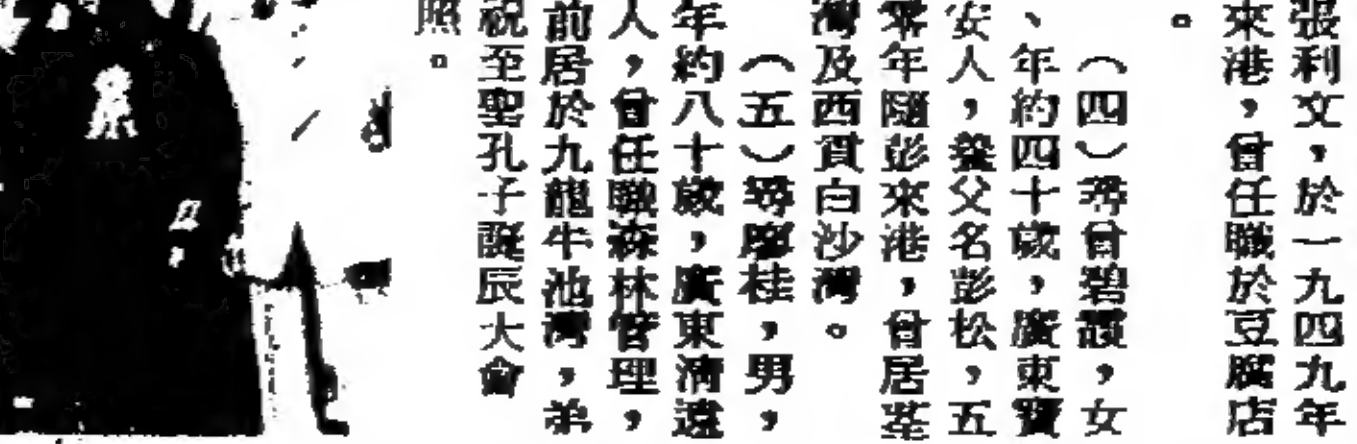 張利文，於一九四九年
來港，曾任職於豆腐店
。
（四）尋曾碧，女
、年約四十歲，廣東寶
安人，養父名彭松，五
零年隨彭來港，曾居荃
灣及西貢白沙灣。
（五）尋廖桂，男，
年約八十歲，廣東清遠
人，曾任職森林管理，
前居於九龍牛池灣，弟
祝至聖孔子誕辰大會
照。